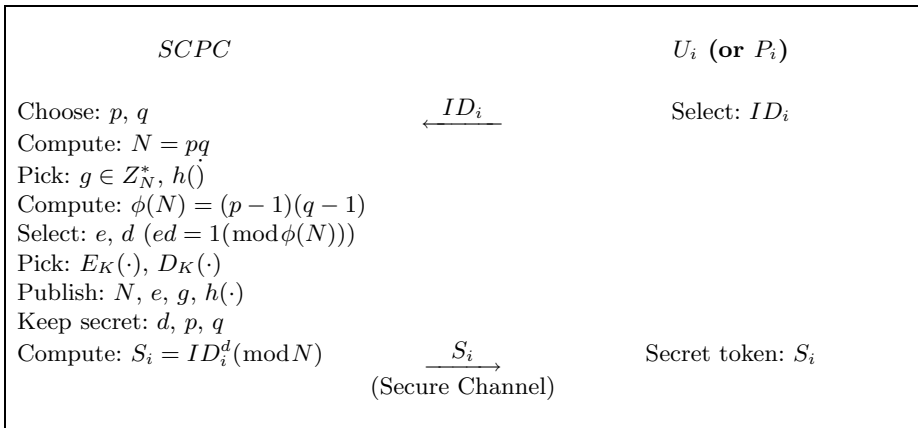 SCPC U_i (or P_i)
Choose: p, q ID_i ← Select: ID_i
Compute: N = pq
Pick: g ∈ Z_N^*, h(̇)
Compute: ϕ(N) = (p − 1)(q − 1)
Select: e, d (ed = 1(mod ϕ(N)))
Pick: E_K(·), D_K(·)
Publish: N, e, g, h(·)
Keep secret: d, p, q
Compute: S_i = ID_i^d(mod N) S_i → Secret token: S_i
(Secure Channel)